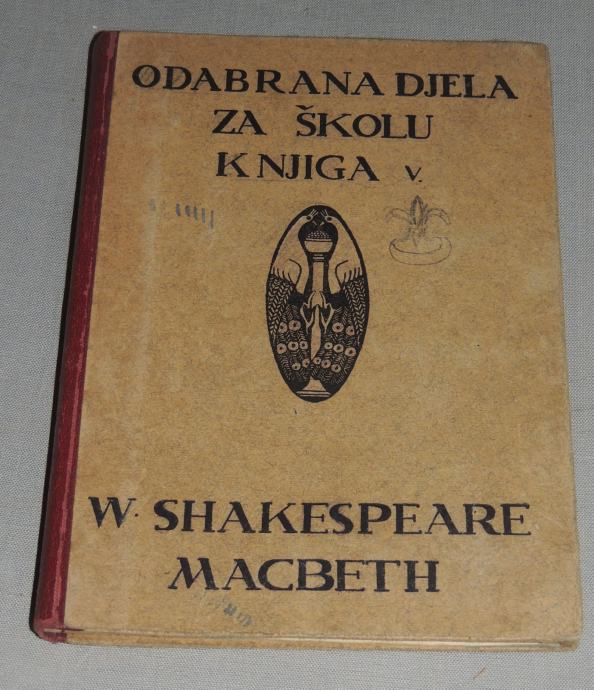 ODABRANA DJELA
ZA ŠKOLU
KNJIGA V.
W. SHAKESPEARE
MACBETH